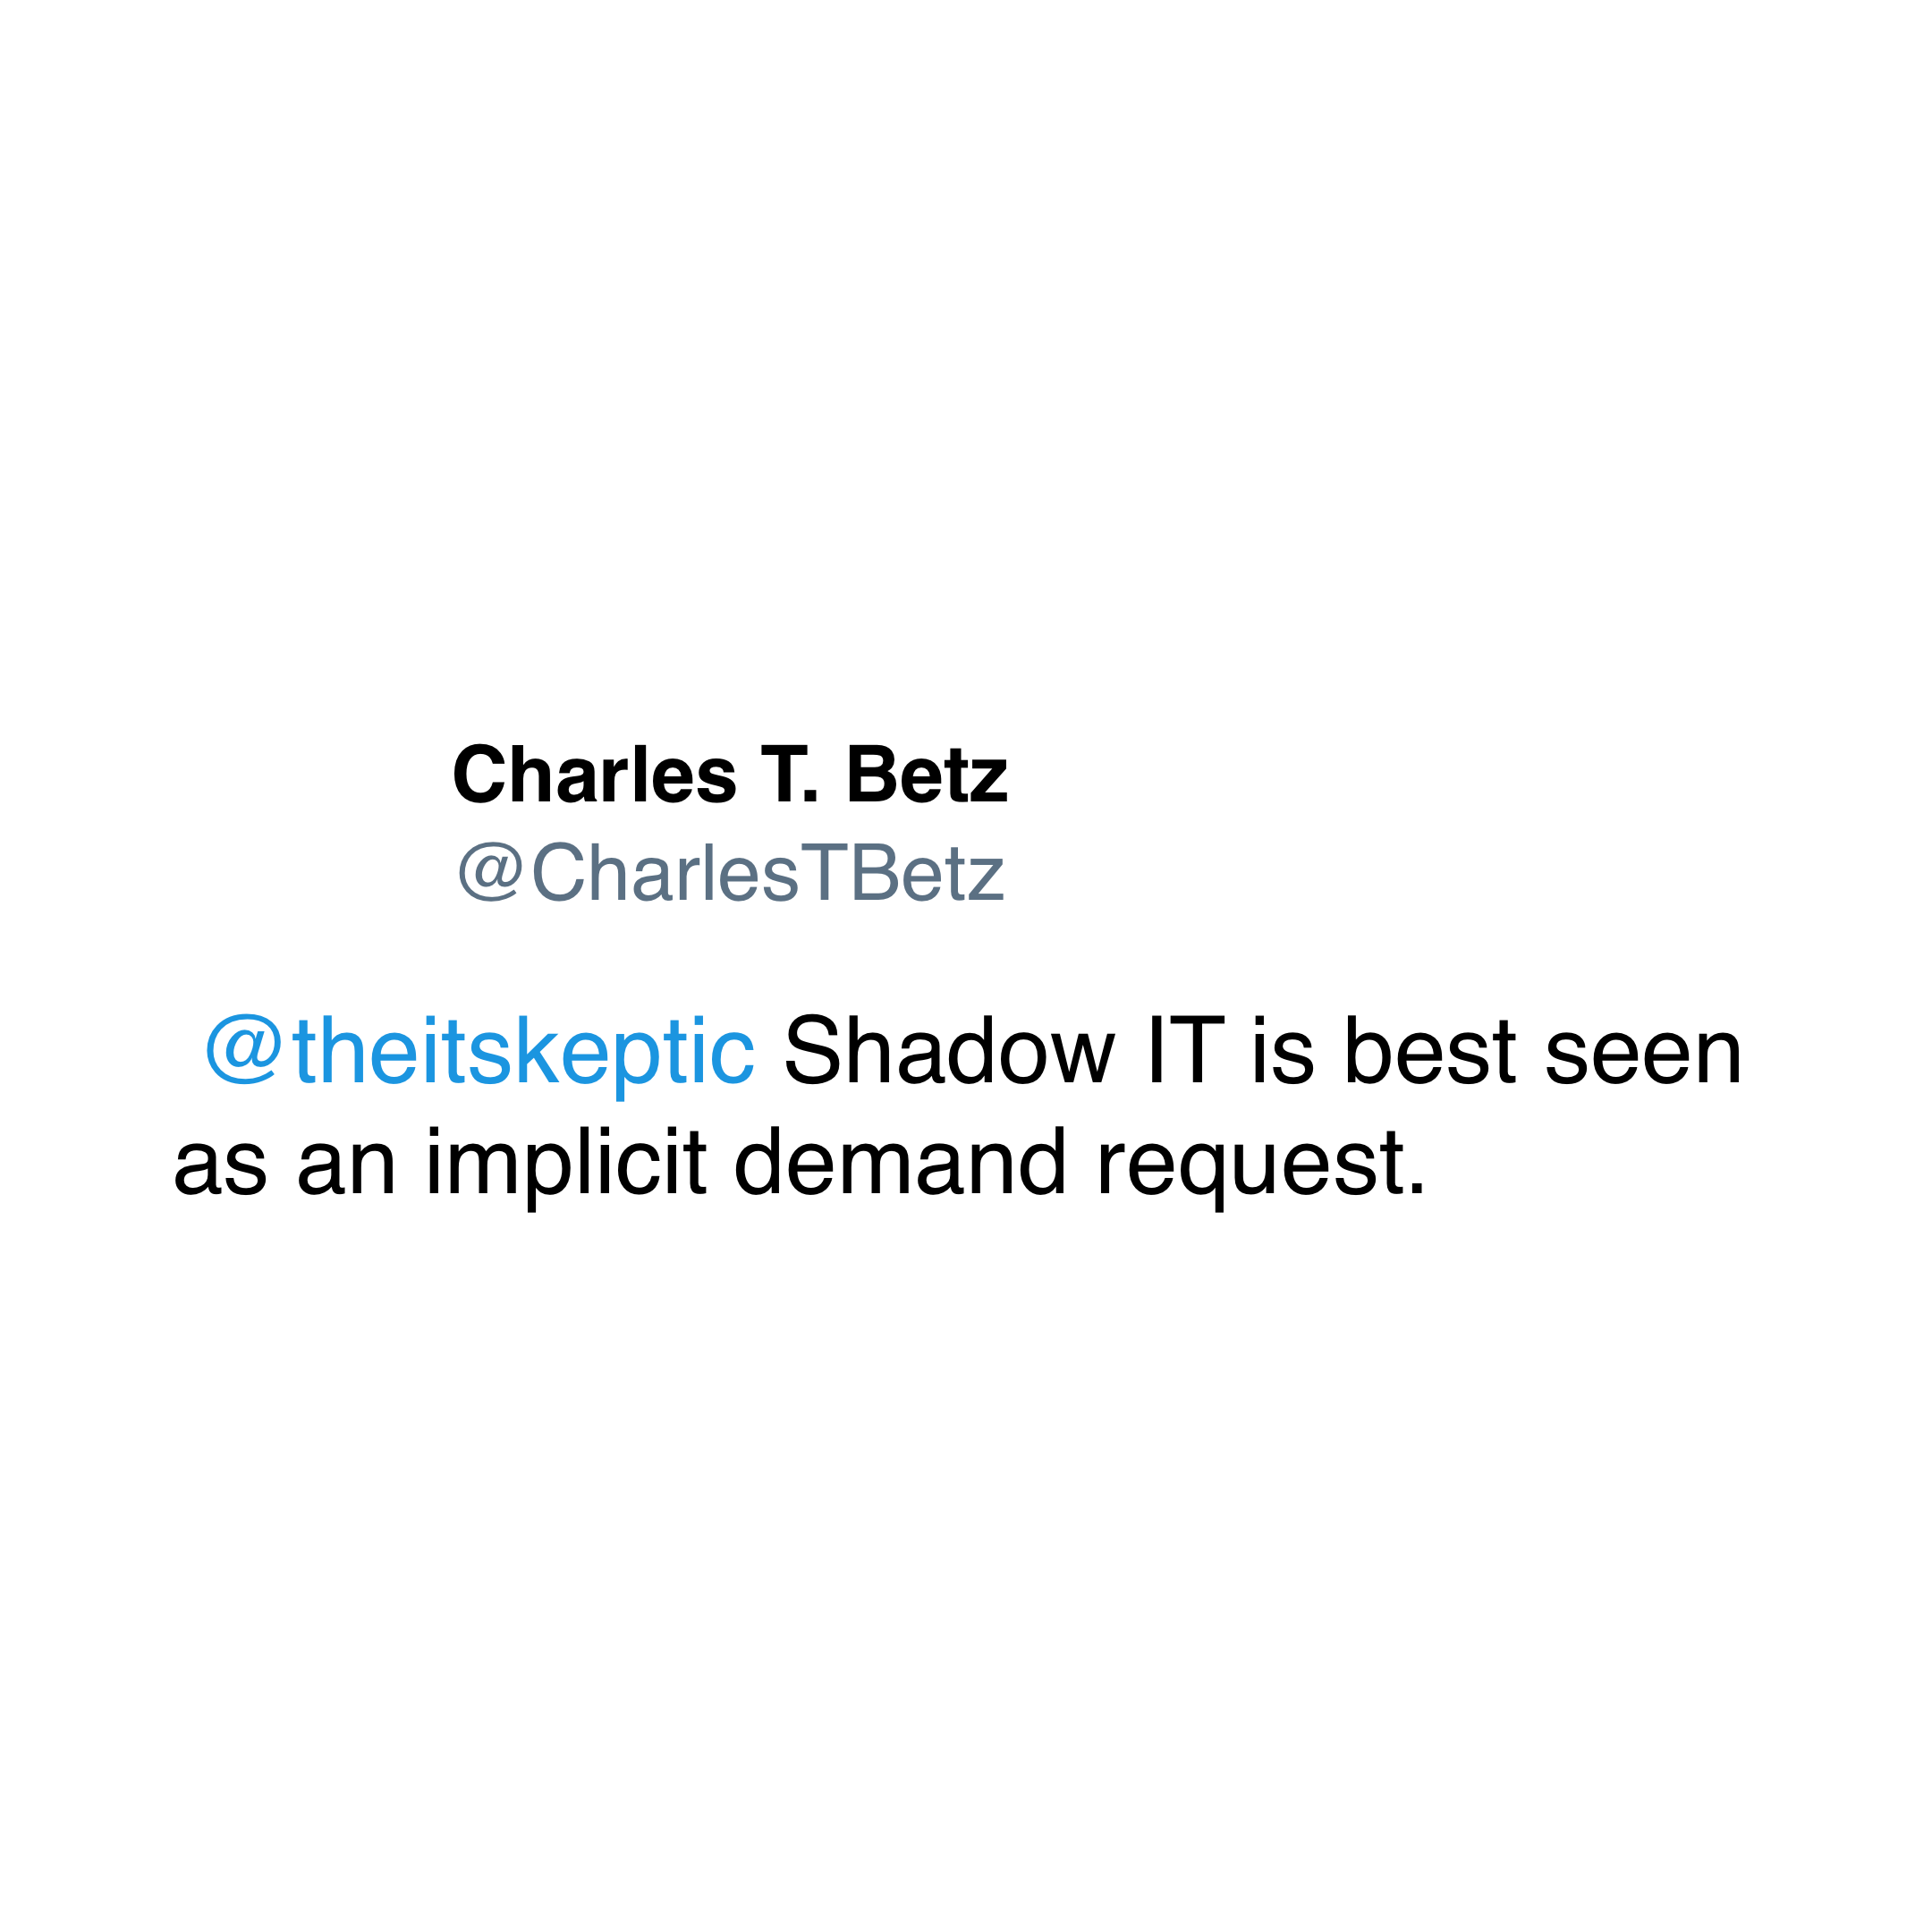 Charles T. Betz
@CharlesTBetz
@theitskeptic Shadow IT is best seen
as an implicit demand request.